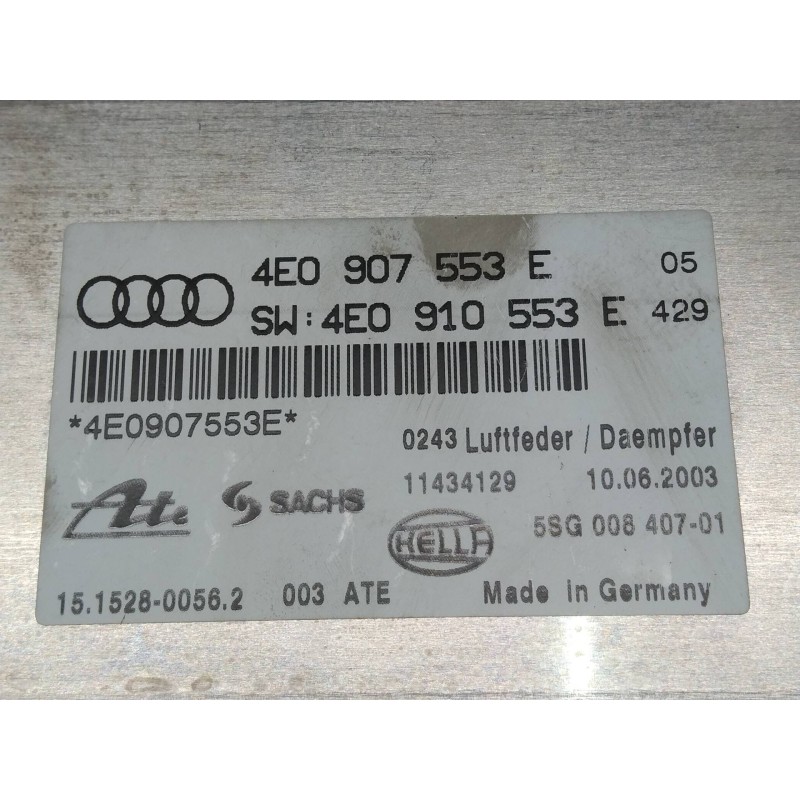 4E0 907 553 E 05
SW:4E0 910 553 E 429
*4E0907553E*
0243 Luftfeder / Daempfer
11434129 10.06.2003
Ate SACHS
HELLA 5SG 008 407-01
15.1528-0056.2 003 ATE Made in Germany